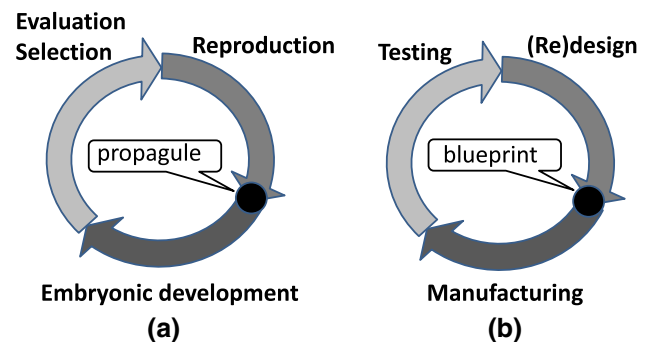 Evaluation
Selection
Reproduction
propagule
Embryonic development
(a)
Testing
(Re)design
blueprint
Manufacturing
(b)